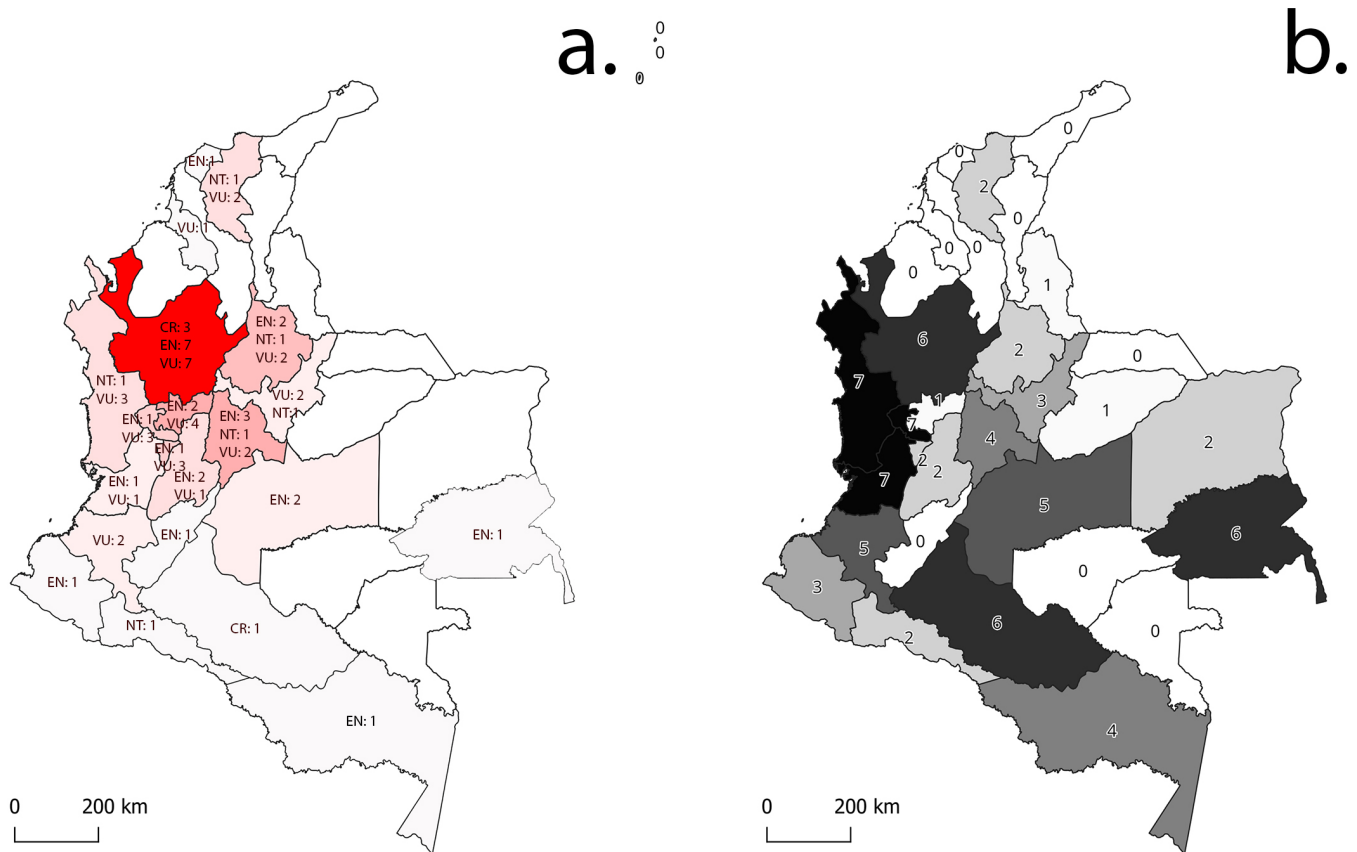 a.
0
0
0
EN:1
NT: 1
VU: 2
VU: 1
CR: 3
EN: 7
VU: 7
EN: 2
NT: 1
VU: 2
NT: 1
VU: 3
VU: 2
NT:1
EN: 2
VU: 4
EN: 1
VU: 3
EN: 3
NT: 1
VU: 2
EN: 1
VU: 3
EN: 1
VU: 1
EN: 2
VU: 1
EN: 2
EN: 1
VU: 2
EN: 1
EN: 1
NT: 1
CR: 1
EN: 1
0
200 km
b.
0
0
2
0
0
0
0
1
6
2
0
7
1
3
1
7
4
2
2
2
7
5
6
5
0
0
3
6
2
0
4
0
200 km